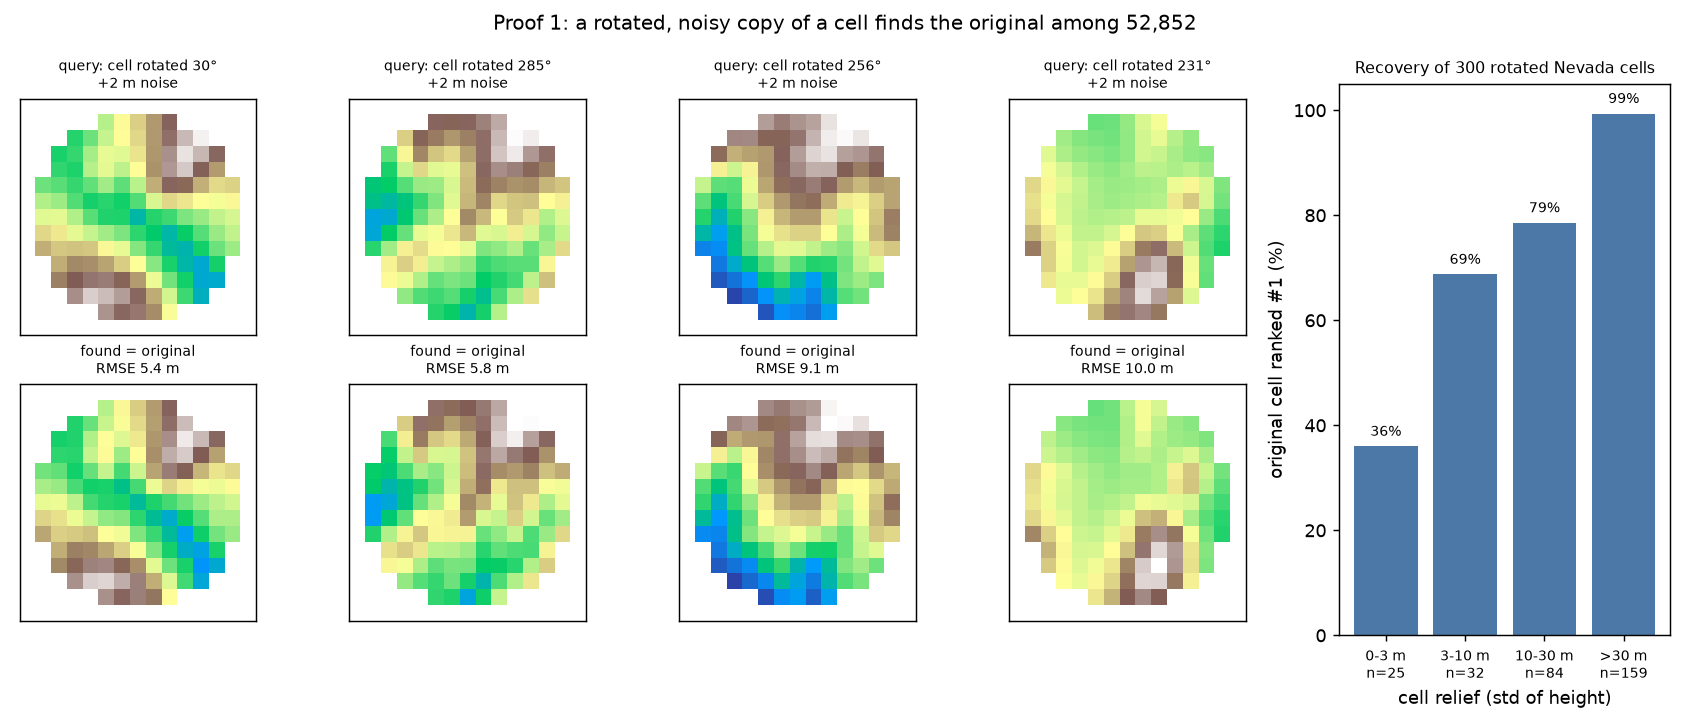 Proof 1: a rotated, noisy copy of a cell finds the original among 52,852
query: cell rotated 30°
+2 m noise
query: cell rotated 285°
+2 m noise
query: cell rotated 256°
+2 m noise
query: cell rotated 231°
+2 m noise
found = original
RMSE 5.4 m
found = original
RMSE 5.8 m
found = original
RMSE 9.1 m
found = original
RMSE 10.0 m
Recovery of 300 rotated Nevada cells
original cell ranked #1 (%)
100
80
60
40
20
0
36%
69%
79%
99%
0-3 m
n=25
3-10 m
n=32
10-30 m
n=84
>30 m
n=159
cell relief (std of height)